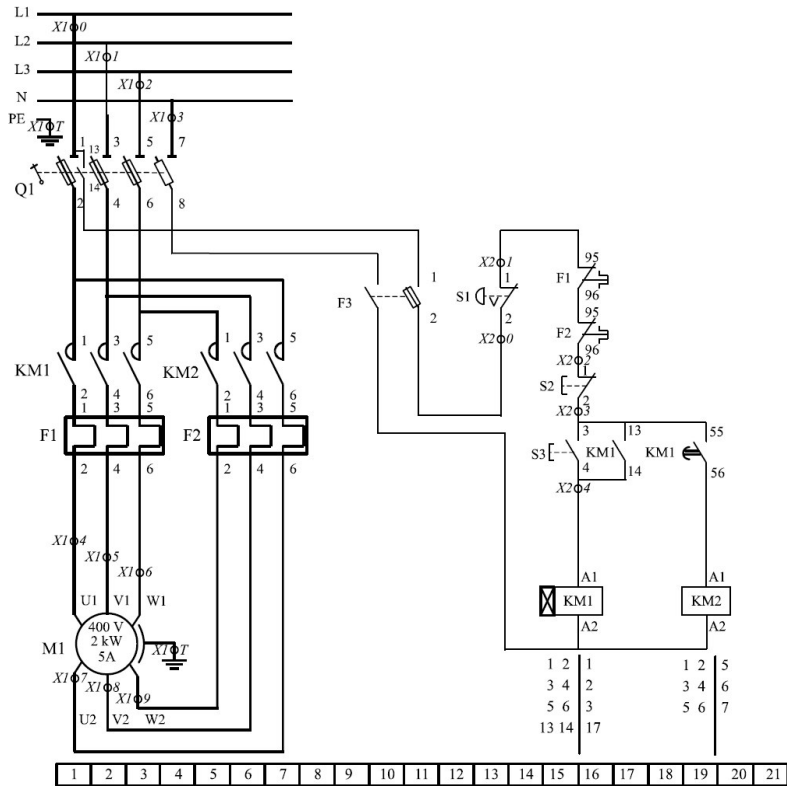 L1
X1 0
L2
X1 1
L3
X1 2
N
X1 3
PE
X1 T
1 13 3 5 7
Q1
14
2 4 6 8
X2 1
95
1 1 F1
F3 S1
96
2 2 95
F2
X2 0 96
X2 2
1 3 5 1 3 5 1
KM1 KM2 S2
2 4 6 2 4 6 2
X2 3
1 3 5 1 3 5 3 13 55
F1 F2 S3 KM1 KM1
2 4 6 2 4 6 4 14 56
X2 4
X1 4
X1 5
X1 6
A1 A1
U1 V1 W1 KM1 KM2
400 V A2 A2
M1 2 kW X1 T
5A
X1 7 X1 8 X1 9
U2 V2 W2
1 2 1 1 2 5
3 4 2 3 4 6
5 6 3 5 6 7
13 14 17
1 2 3 4 5 6 7 8 9 10 11 12 13 14 15 16 17 18 19 20 21